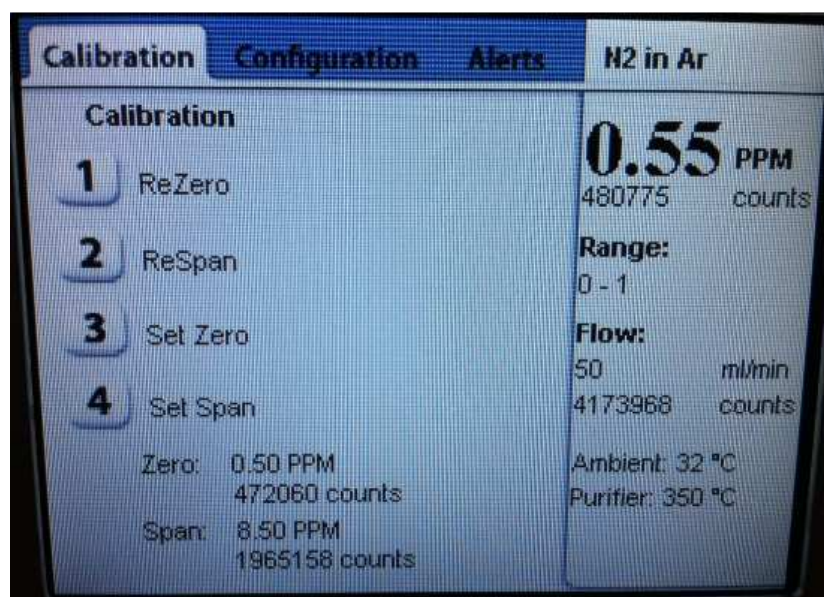 Calibration Configuration Alerts N2 in Ar
Calibration
1 ReZero
2 ReSpan
3 Set Zero
4 Set Span
Zero: 0.50 PPM
472060 counts
Span: 8.50 PPM
1965158 counts
0.55 PPM
480775 counts
Range:
0 - 1
Flow:
50 ml/min
4173968 counts
Ambient: 32 °C
Purifier: 350 °C